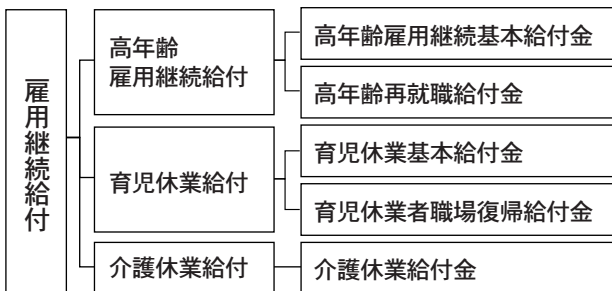 雇用継続給付
高年齢
雇用継続給付
高年齢雇用継続基本給付金
高年齢再就職給付金
育児休業給付
育児休業基本給付金
育児休業者職場復帰給付金
介護休業給付
介護休業給付金